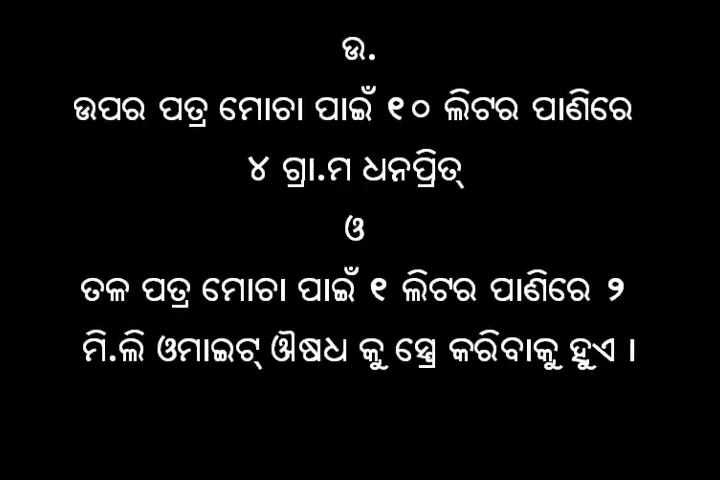 ଉ.
ଉପର ପତ୍ର ମୋଚା ପାଇଁ ୧୦ ଲିଟର ପାଣିରେ
୪ ଗ୍ରା.ମ ଧନପ୍ରିତ୍
ଓ
ତଳ ପତ୍ର ମୋଚା ପାଇଁ ୧ ଲିଟର ପାଣିରେ ୨
ମି.ଲି ଓମାଇଟ୍ ଔଷଧ କୁ ସ୍ପ୍ରେ କରିବାକୁ ହୁଏ ।